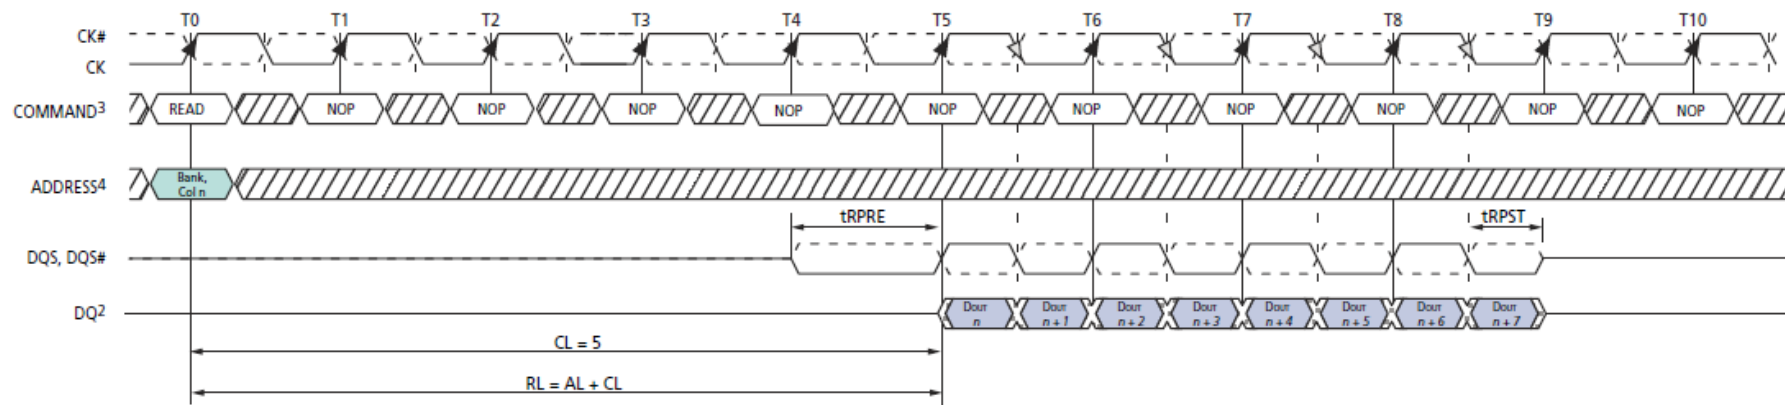 T0 T1 T2 T3 T4 T5 T6 T7 T8 T9 T10
CK#
CK
COMMAND3 READ NOP NOP NOP NOP NOP NOP NOP NOP NOP NOP
ADDRESS4 Bank,
Col n
tRPRE tRPST
DQS, DQS#
DQ2 DOUT DOUT DOUT DOUT DOUT DOUT DOUT DOUT
n n + 1 n + 2 n + 3 n + 4 n + 5 n + 6 n + 7
CL = 5
RL = AL + CL